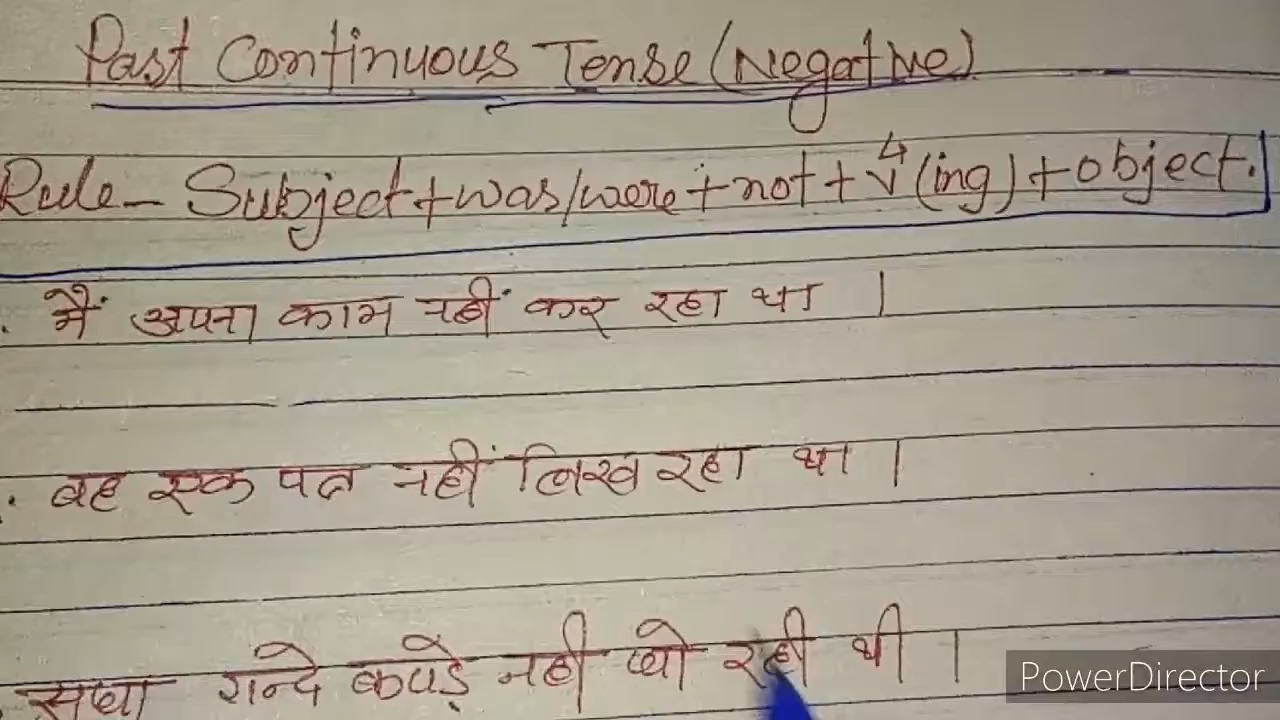 Past Continuous Tense (Negative)
Rule - Subject + was/were + not + V⁴ (ing) + object.
. मैं अपना काम नहीं कर रहा था ।
. वह एक पत्र नहीं लिख रहा था ।
. सुधा गन्दे कपड़े नही धो रही थी ।
PowerDirector